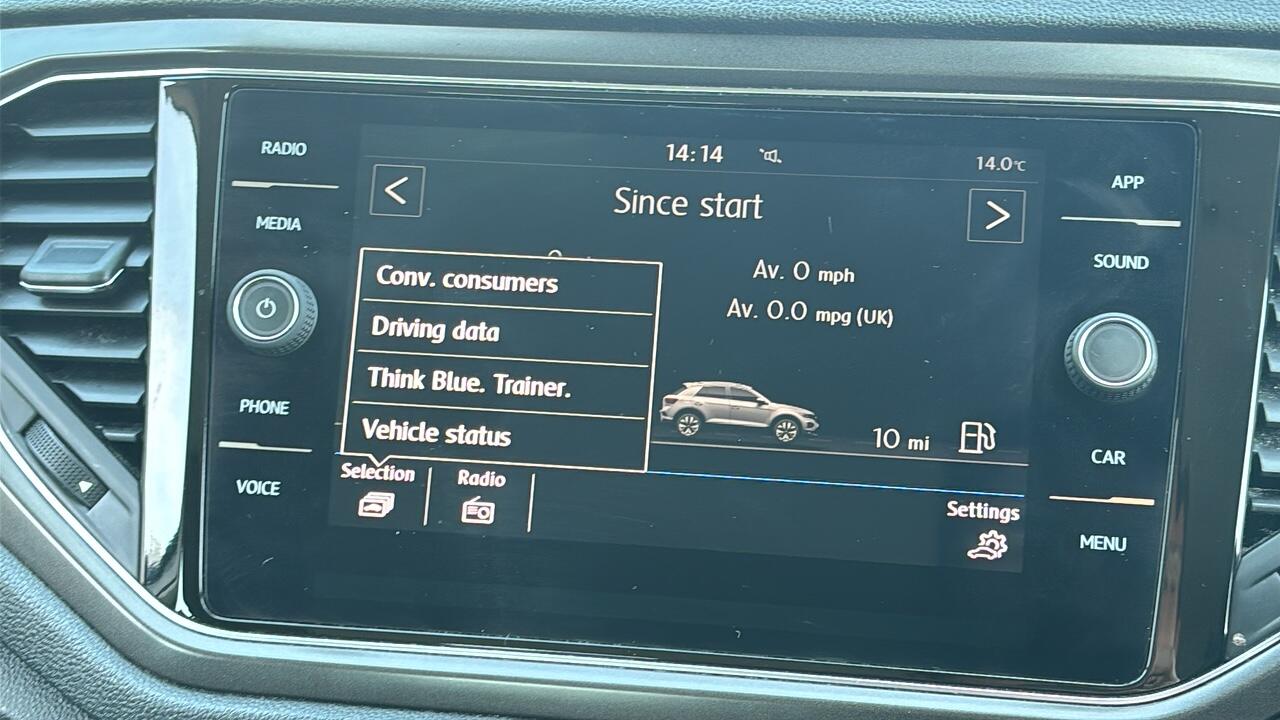 RADIO
MEDIA
PHONE
VOICE
14:14
14.0°C
<
Since start
>
Av. 0 mph
Av. 0.0 mpg (UK)
Conv. consumers
Driving data
Think Blue. Trainer.
Vehicle status
10 mi
Selection
Radio
Settings
APP
SOUND
CAR
MENU